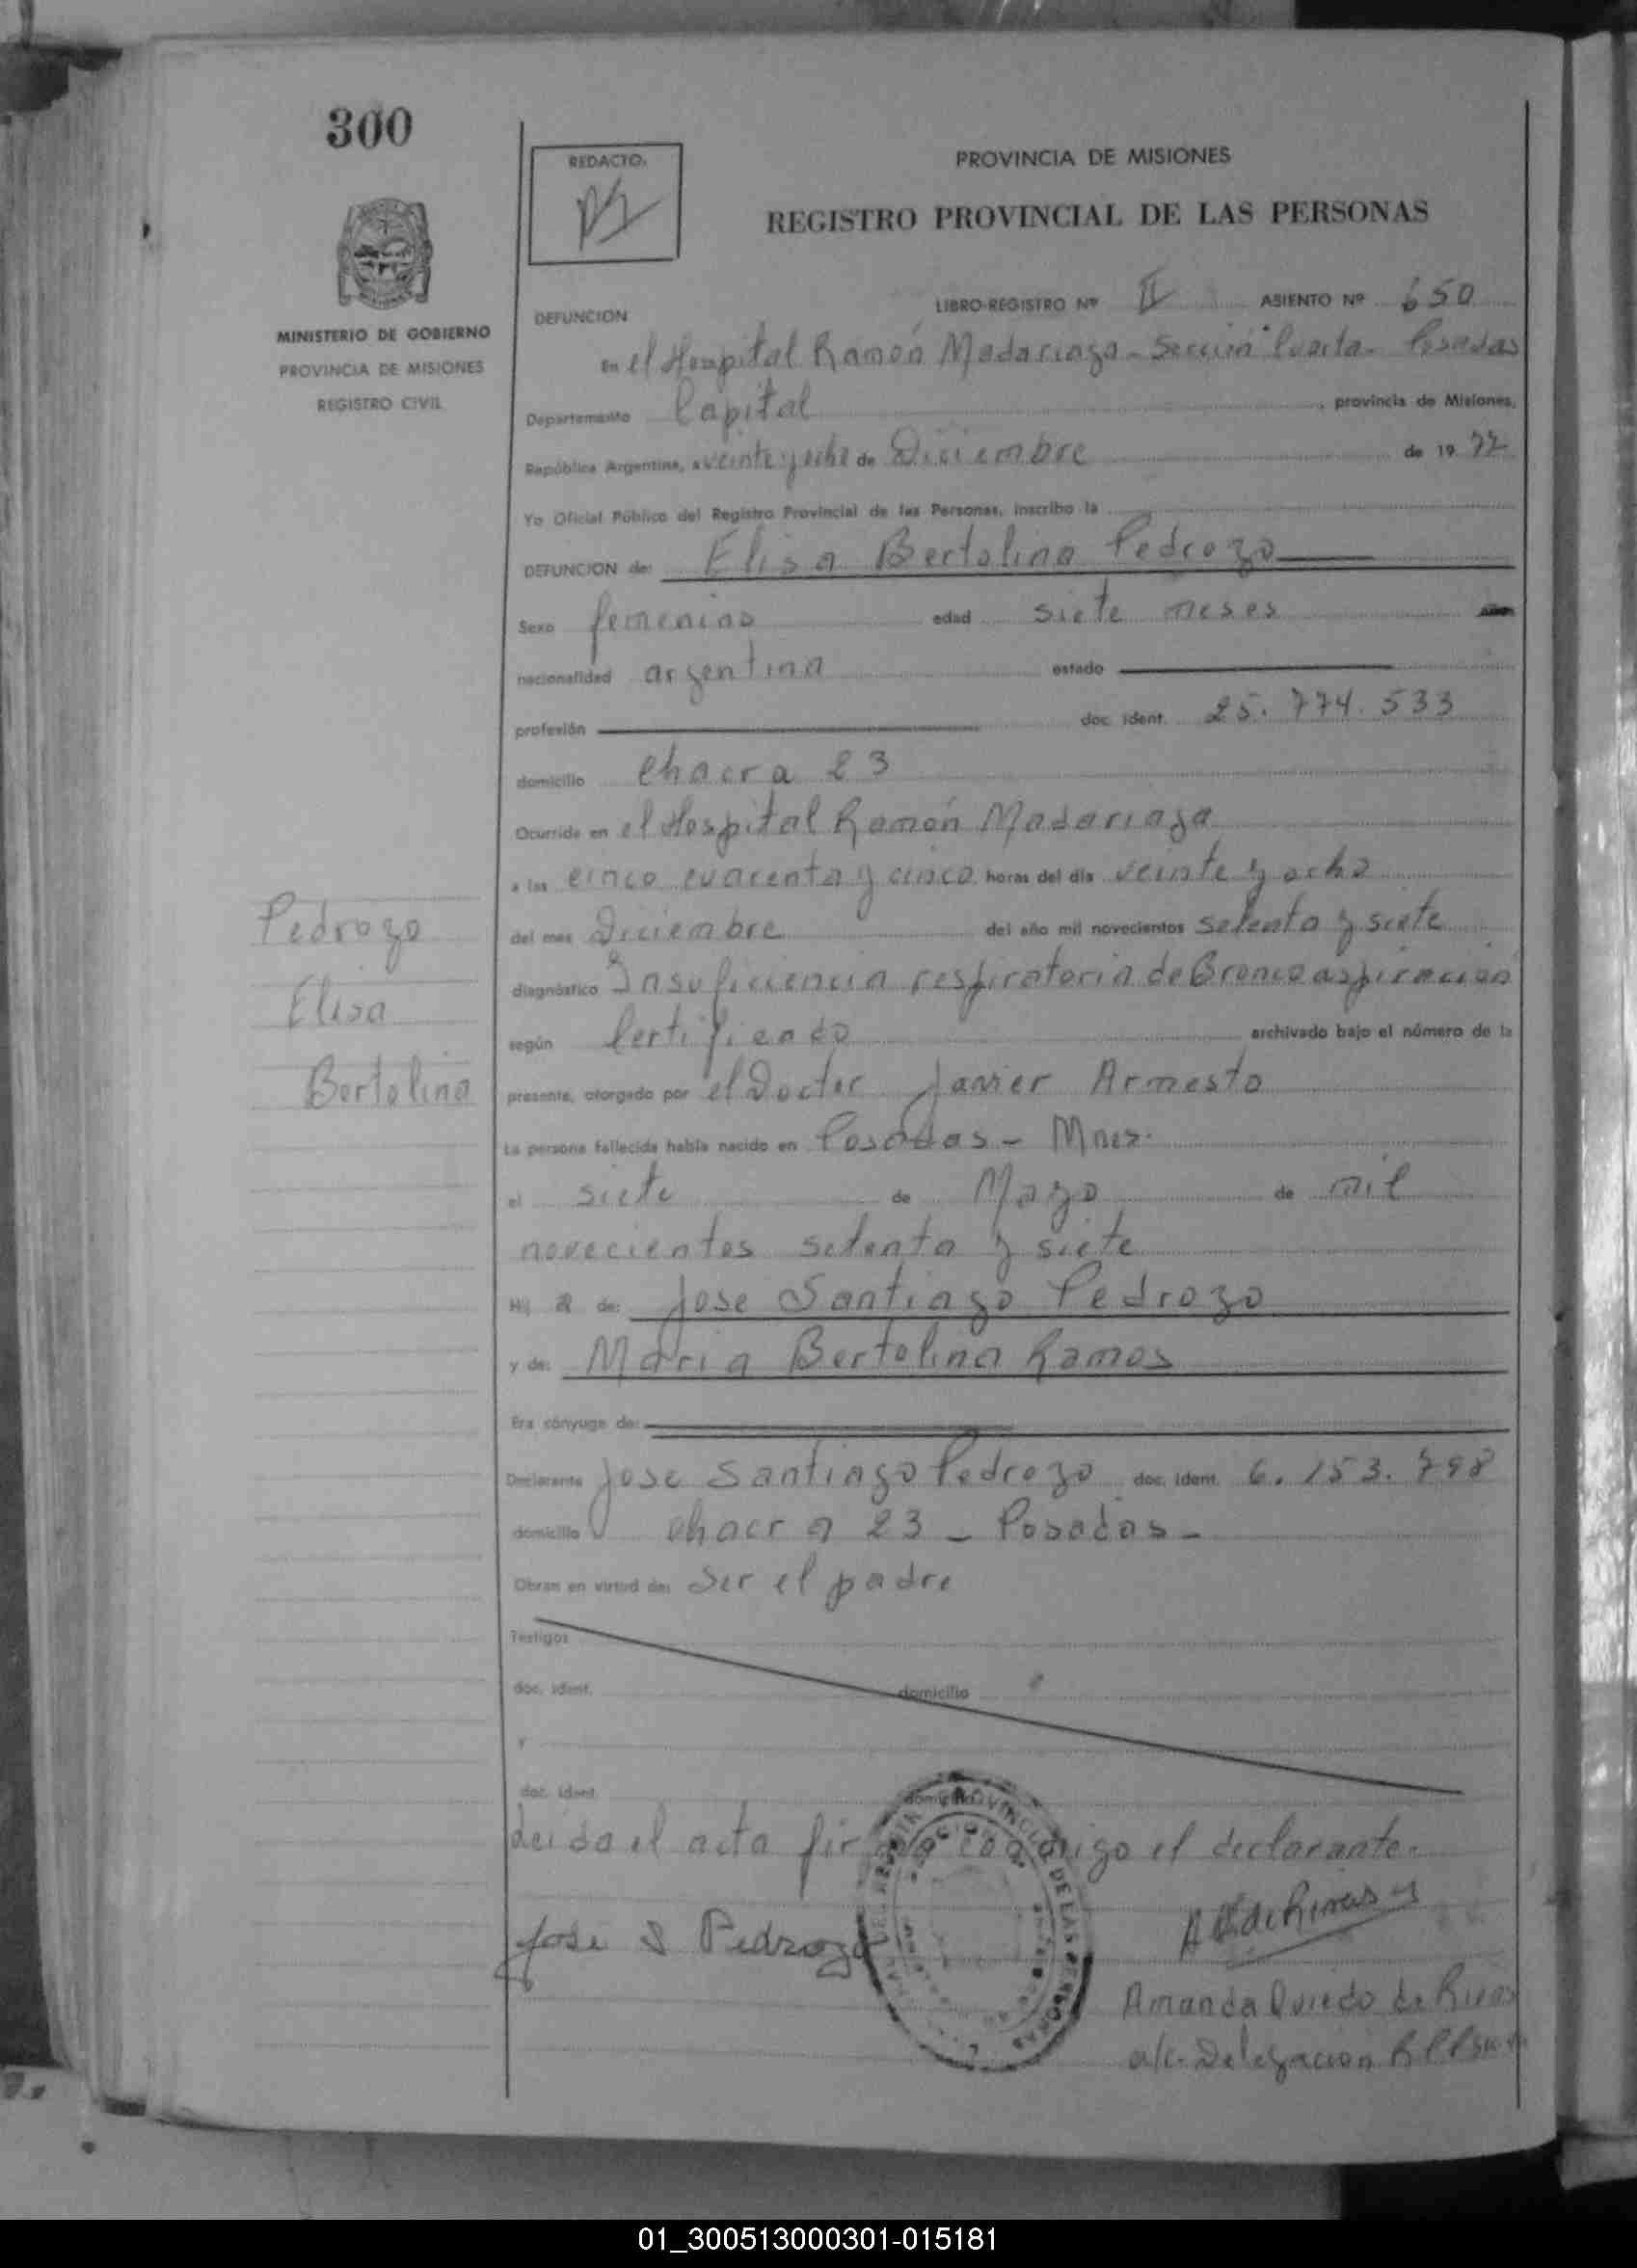 300
REDACTO.
PROVINCIA DE MISIONES
REGISTRO PROVINCIAL DE LAS PERSONAS
MINISTERIO DE GOBIERNO
PROVINCIA DE MISIONES
REGISTRO CIVIL
DEFUNCION LIBRO-REGISTRO Nº II ASIENTO Nº 650
En el Hospital Ramón Madariaga - Sección Cuarta - Posadas
Departamento Capital , provincia de Misiones,
República Argentina, a veinte y ocho de Diciembre de 19 77
Yo Oficial Público del Registro Provincial de las Personas, inscribo la
DEFUNCION de: Elisa Bertolina Pedrozo
Sexo femenino edad siete meses años
nacionalidad argentina estado
profesión doc. ident. 25.774.533
domicilio Chacra 23
Ocurrida en el Hospital Ramón Madariaga
a las cinco cuarenta y cinco horas del día veinte y ocho
del mes Diciembre del año mil novecientos setenta y siete
diagnóstico Insuficiencia respiratoria de Broncoaspiración
según Certificado archivado bajo el número de la
presente, otorgado por el Doctor Javier Armesto
La persona fallecida había nacido en Posadas - Mnes.
el siete de Mayo de mil
novecientos setenta y siete
Hij a de: Jose Santiago Pedrozo
y de: Maria Bertolina Ramos
Era cónyuge de:
Declarante Jose Santiago Pedrozo doc. ident. 6.153.798
domicilio Chacra 23 - Posadas -
Obran en virtud de: Ser el padre
Testigos
doc. ident. domicilio
y
doc. ident. domicilio
Leida el acta firma conmigo el declarante.
Jose S Pedrozo
Amanda Oviedo de Rivas
a/c. Delegacion
Pedrozo
Elisa
Bertolina
01_300513000301-015181